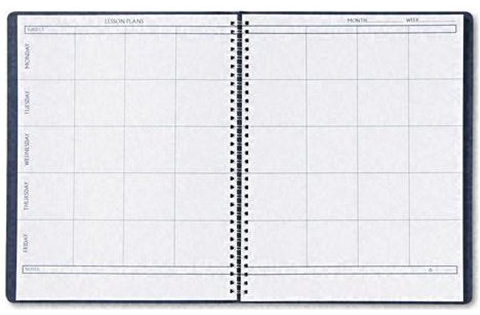 LESSON PLANS
MONTH WEEK
SUBJECT
MONDAY
TUESDAY
WEDNESDAY
THURSDAY
FRIDAY
NOTES